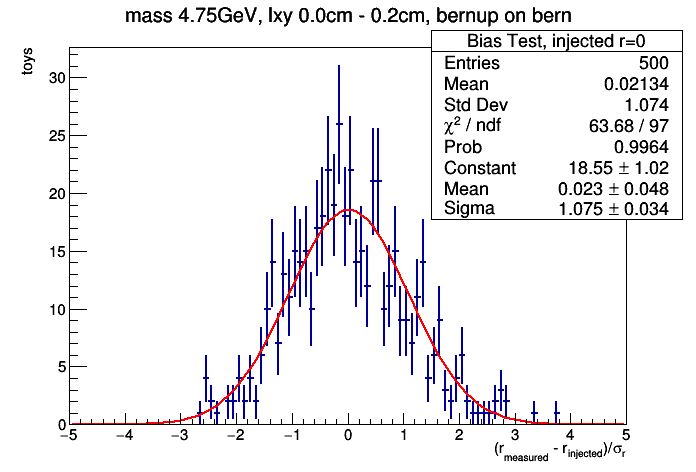 mass 4.75GeV, lxy 0.0cm - 0.2cm, bernup on bern
toys
Bias Test, injected r=0
Entries 500
Mean 0.02134
Std Dev 1.074
χ² / ndf 63.68 / 97
Prob 0.9964
Constant 18.55 ± 1.02
Mean 0.023 ± 0.048
Sigma 1.075 ± 0.034
30
25
20
15
10
5
0
−5 −4 −3 −2 −1 0 1 2 3 4 5
(r_measured - r_injected)/σ_r